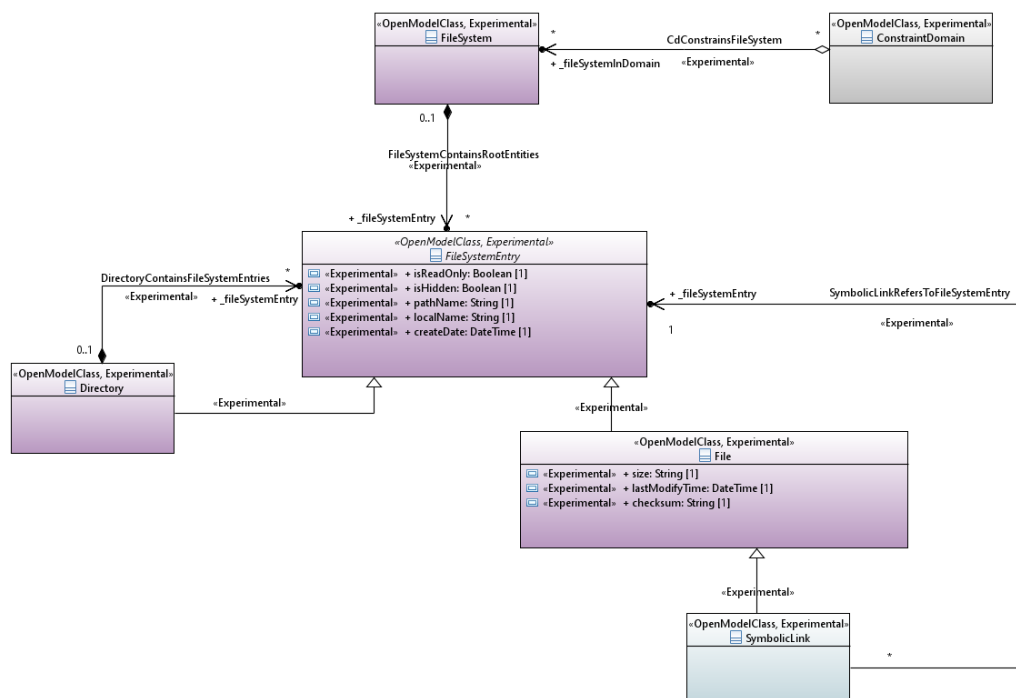 «OpenModelClass, Experimental»
FileSystem
*
+ _fileSystemInDomain
CdConstrainsFileSystem
«Experimental»
*
«OpenModelClass, Experimental»
ConstraintDomain
0..1
FileSystemContainsRootEntities
«Experimental»
+ _fileSystemEntry
*
«OpenModelClass, Experimental»
FileSystemEntry
«Experimental» + isReadOnly: Boolean [1]
«Experimental» + isHidden: Boolean [1]
«Experimental» + pathName: String [1]
«Experimental» + localName: String [1]
«Experimental» + createDate: DateTime [1]
DirectoryContainsFileSystemEntries
*
«Experimental»
+ _fileSystemEntry
0..1
«OpenModelClass, Experimental»
Directory
«Experimental»
+ _fileSystemEntry
1
SymbolicLinkRefersToFileSystemEntry
«Experimental»
«Experimental»
«OpenModelClass, Experimental»
File
«Experimental» + size: String [1]
«Experimental» + lastModifyTime: DateTime [1]
«Experimental» + checksum: String [1]
«Experimental»
«OpenModelClass, Experimental»
SymbolicLink
*